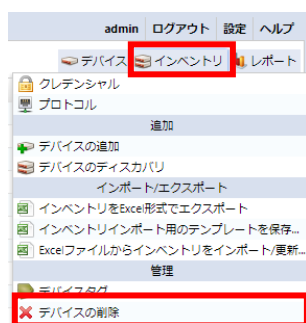 admin ログアウト 設定 ヘルプ
デバイス インベントリ レポート
クレデンシャル
プロトコル
追加
デバイスの追加
デバイスのディスカバリ
インポート/エクスポート
インベントリをExcel形式でエクスポート
インベントリインポート用のテンプレートを保存...
Excelファイルからインベントリをインポート/更新...
管理
デバイスタグ
デバイスの削除